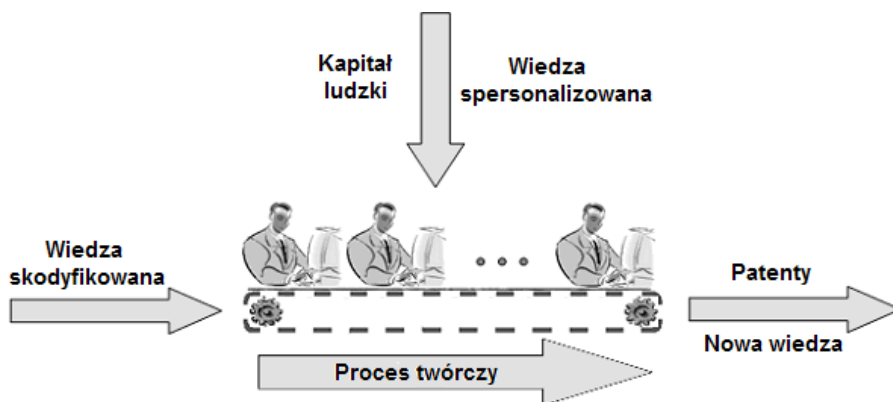 Kapitał
ludzki
Wiedza
spersonalizowana
Wiedza
skodyfikowana
Patenty
Nowa wiedza
Proces twórczy